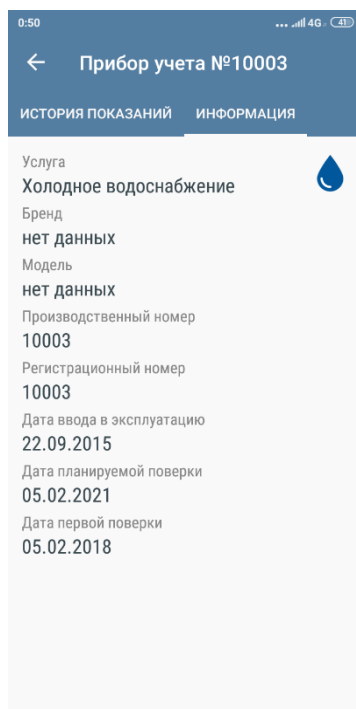 0:50
... 4G 41
Прибор учета №10003
ИСТОРИЯ ПОКАЗАНИЙ ИНФОРМАЦИЯ
Услуга
Холодное водоснабжение
Бренд
нет данных
Модель
нет данных
Производственный номер
10003
Регистрационный номер
10003
Дата ввода в эксплуатацию
22.09.2015
Дата планируемой поверки
05.02.2021
Дата первой поверки
05.02.2018